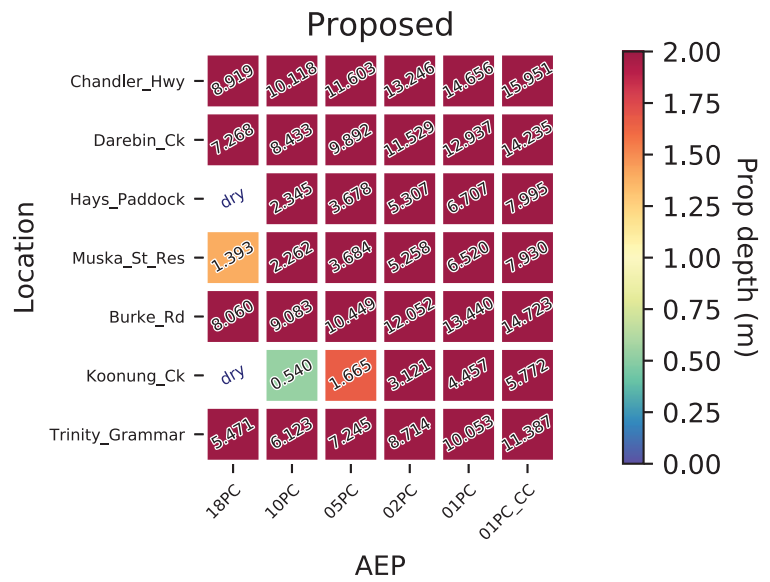 Proposed
Chandler_Hwy 8.919 10.118 11.603 13.246 14.656 15.951
Darebin_Ck 7.268 8.433 9.892 11.529 12.937 14.235
Hays_Paddock dry 2.345 3.678 5.307 6.707 7.995
Muska_St_Res 1.393 2.262 3.684 5.258 6.520 7.930
Burke_Rd 8.060 9.083 10.449 12.052 13.440 14.723
Koonung_Ck dry 0.540 1.665 3.121 4.457 5.772
Trinity_Grammar 5.471 6.123 7.245 8.714 10.053 11.387
18PC 10PC 05PC 02PC 01PC 01PC_CC
AEP
Location
2.00
1.75
1.50
1.25
1.00
0.75
0.50
0.25
0.00
Prop depth (m)